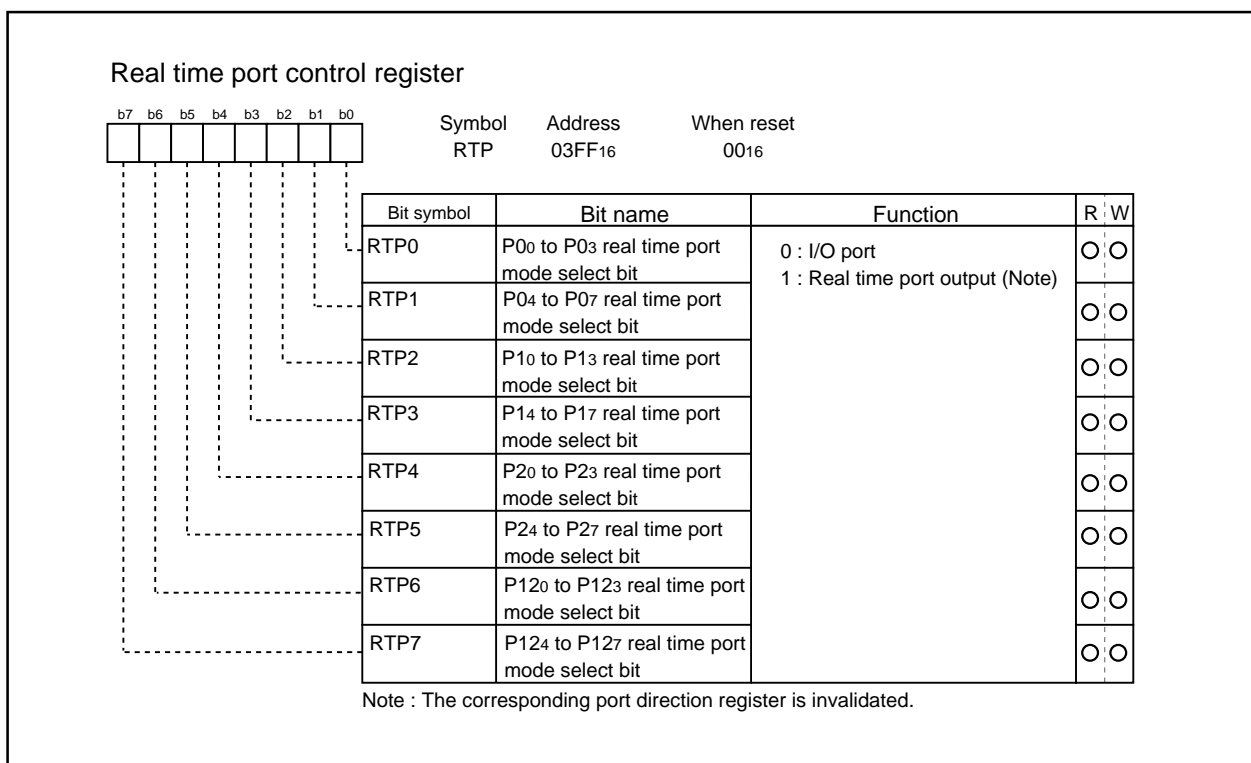 Real time port control register
b7 b6 b5 b4 b3 b2 b1 b0
Symbol Address When reset
RTP 03FF16 0016
Bit symbol Bit name Function R W
RTP0 P00 to P03 real time port mode select bit 0 : I/O port
1 : Real time port output (Note)
RTP1 P04 to P07 real time port
mode select bit
RTP2 P10 to P13 real time port
mode select bit
RTP3 P14 to P17 real time port
mode select bit
RTP4 P20 to P23 real time port
mode select bit
RTP5 P24 to P27 real time port
mode select bit
RTP6 P120 to P123 real time port
mode select bit
RTP7 P124 to P127 real time port
mode select bit
Note : The corresponding port direction register is invalidated.